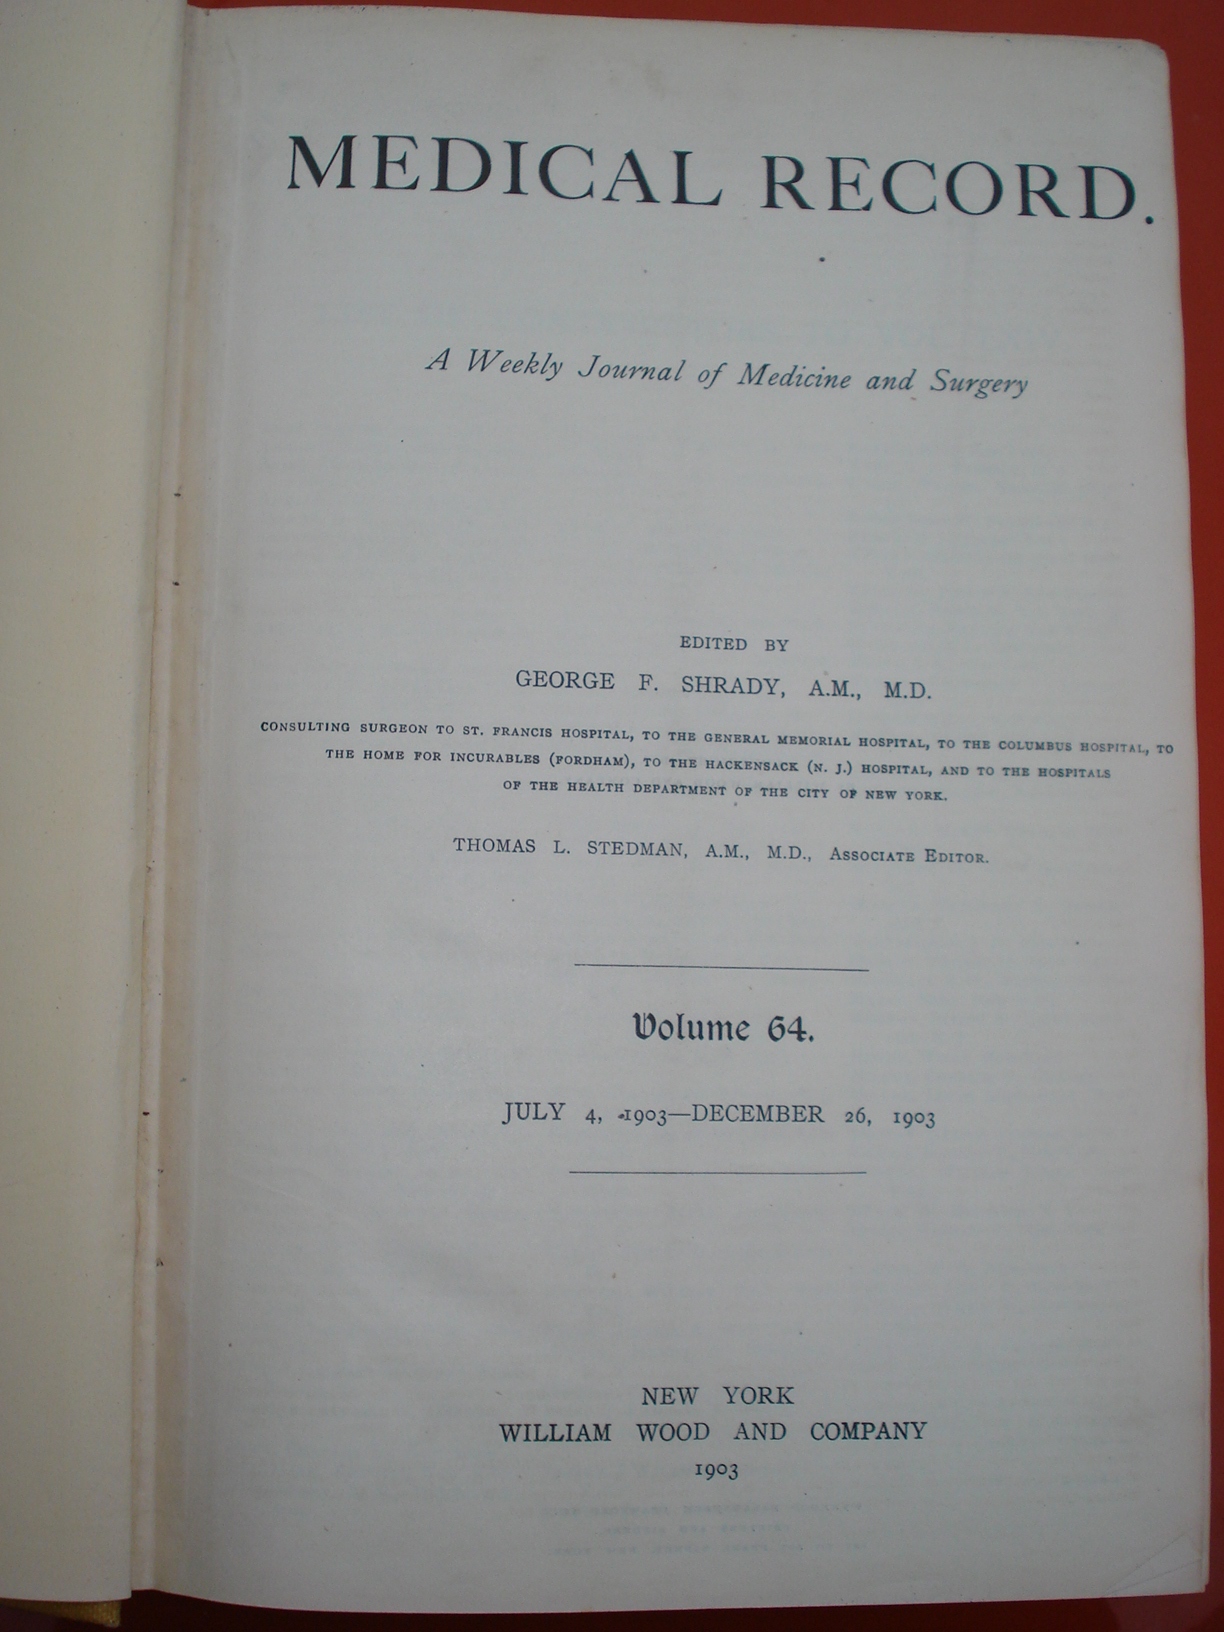 MEDICAL RECORD.
A Weekly Journal of Medicine and Surgery
EDITED BY
GEORGE F. SHRADY, A.M., M.D.
CONSULTING SURGEON TO ST. FRANCIS HOSPITAL, TO THE GENERAL MEMORIAL HOSPITAL, TO THE COLUMBUS HOSPITAL, TO
THE HOME FOR INCURABLES (FORDHAM), TO THE HACKENSACK (N. J.) HOSPITAL, AND TO THE HOSPITALS
OF THE HEALTH DEPARTMENT OF THE CITY OF NEW YORK.
THOMAS L. STEDMAN, A.M., M.D., ASSOCIATE EDITOR.
Volume 64.
JULY 4, 1903—DECEMBER 26, 1903
NEW YORK
WILLIAM WOOD AND COMPANY
1903